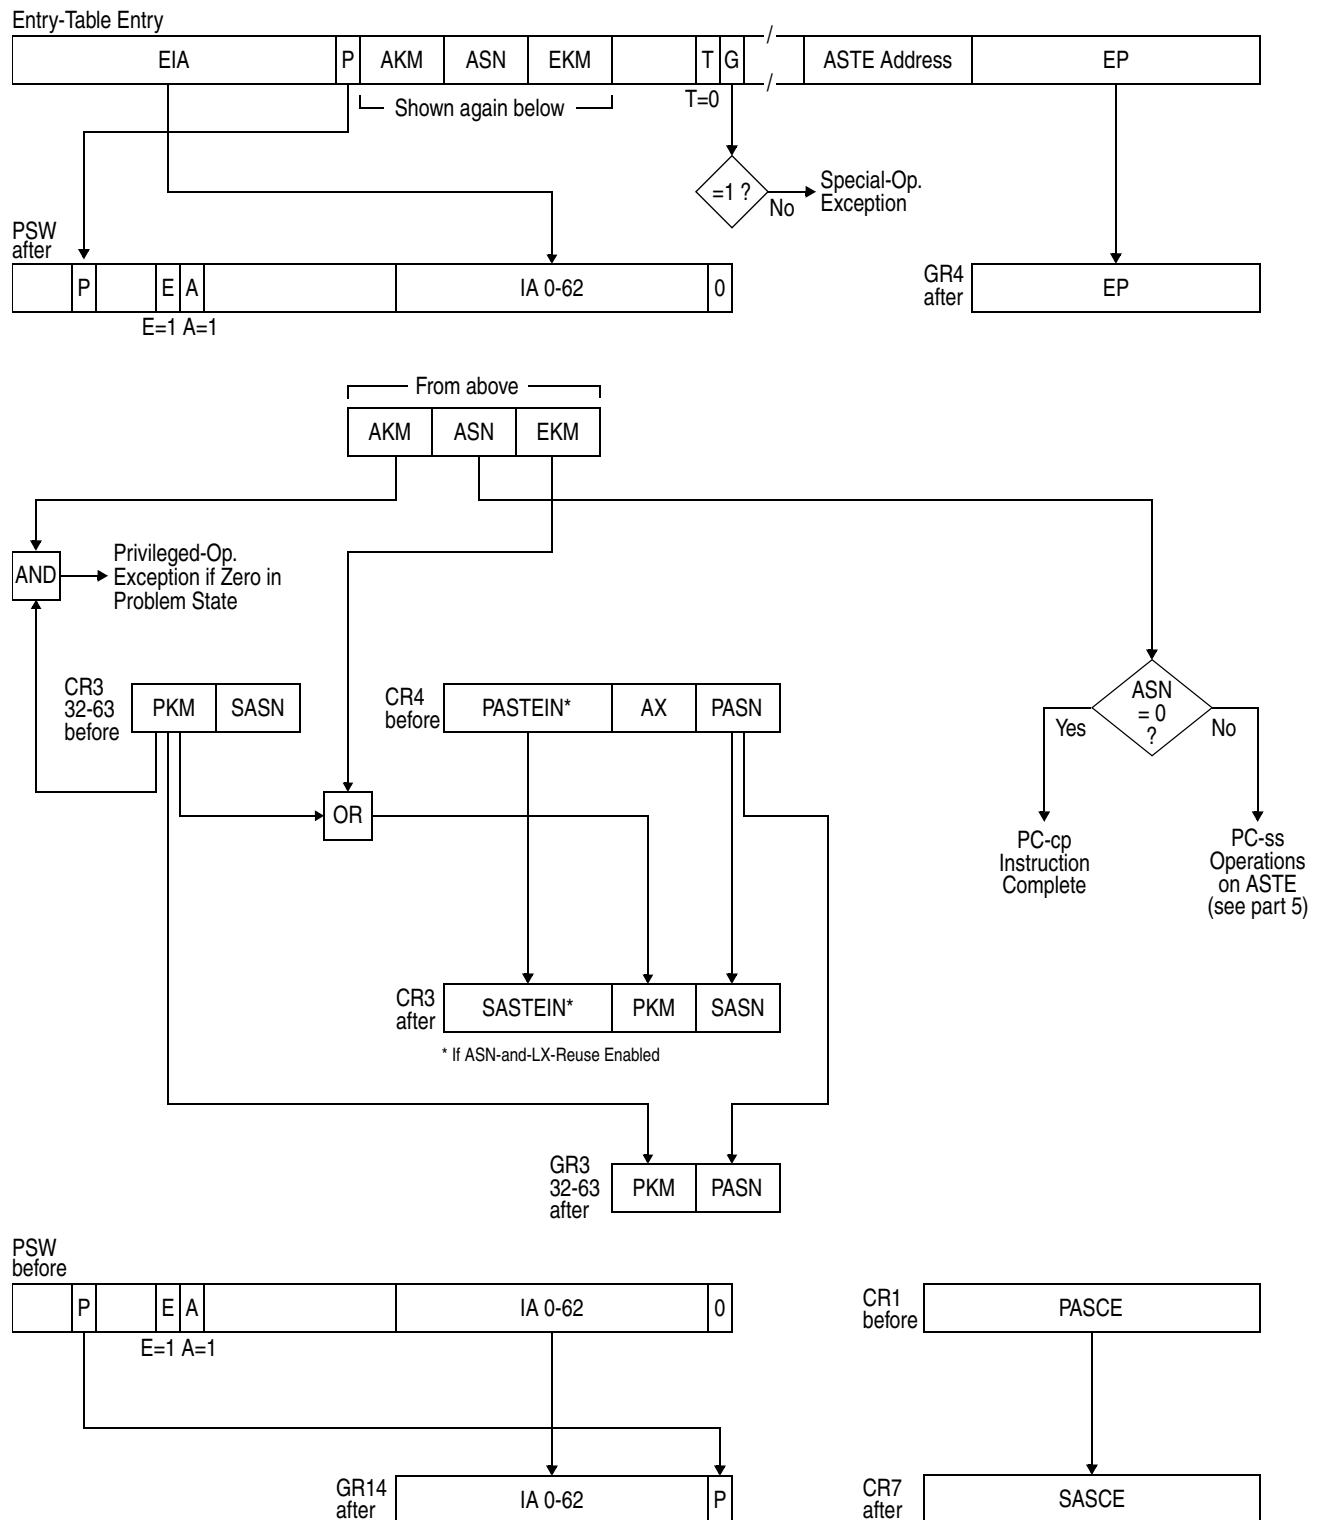 Entry-Table Entry
EIA P AKM ASN EKM T G / / ASTE Address EP
Shown again below
T=0
=1 ?
No
Special-Op.
Exception
PSW
after
P E A IA 0-62 0
E=1 A=1
GR4
after
EP
From above
AKM ASN EKM
AND
Privileged-Op.
Exception if Zero in
Problem State
CR3
32-63
before
PKM SASN
CR4
before
PASTEIN* AX PASN
ASN
= 0
?
Yes
No
OR
PC-cp
Instruction
Complete
PC-ss
Operations
on ASTE
(see part 5)
CR3
after
SASTEIN* PKM SASN
* If ASN-and-LX-Reuse Enabled
GR3
32-63
after
PKM PASN
PSW
before
P E A IA 0-62 0
E=1 A=1
CR1
before
PASCE
GR14
after
IA 0-62 P
CR7
after
SASCE